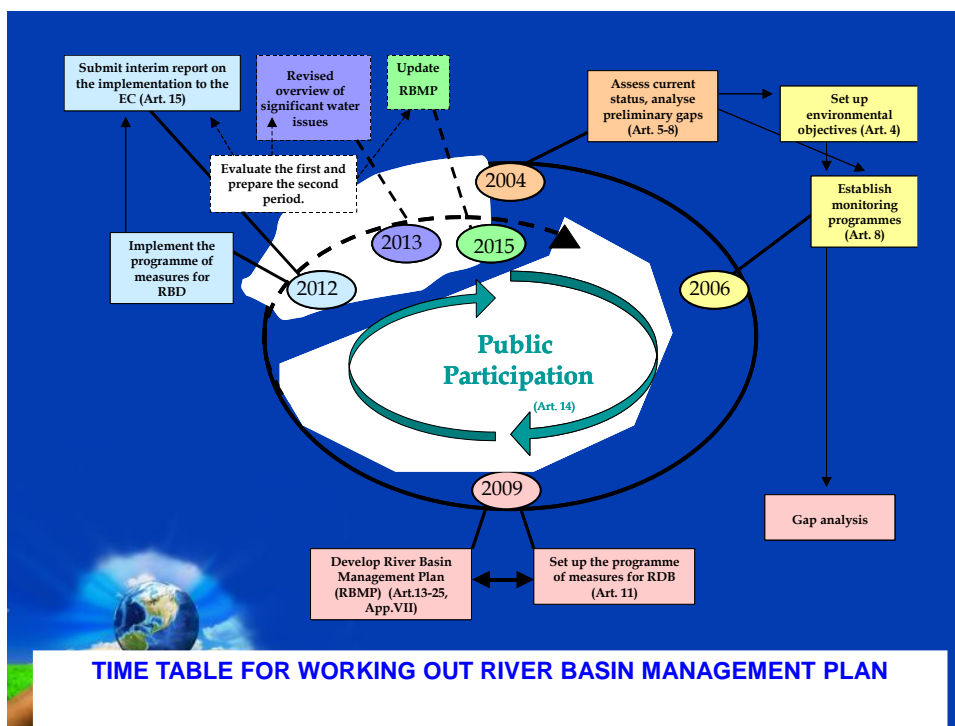 Submit interim report on
the implementation to the
EC (Art. 15)
Revised
overview of
significant water
issues
Update
RBMP
Assess current
status, analyse
preliminary gaps
(Art. 5-8)
Set up
environmental
objectives (Art. 4)
Evaluate the first and
prepare the second
period.
2004
Establish
monitoring
programmes
(Art. 8)
Implement the
programme of
measures for
RBD
2013
2015
2012
2006
Public
Participation
(Art. 14)
2009
Gap analysis
Develop River Basin
Management Plan
(RBMP) (Art.13-25,
App.VII)
Set up the programme
of measures for RDB
(Art. 11)
TIME TABLE FOR WORKING OUT RIVER BASIN MANAGEMENT PLAN